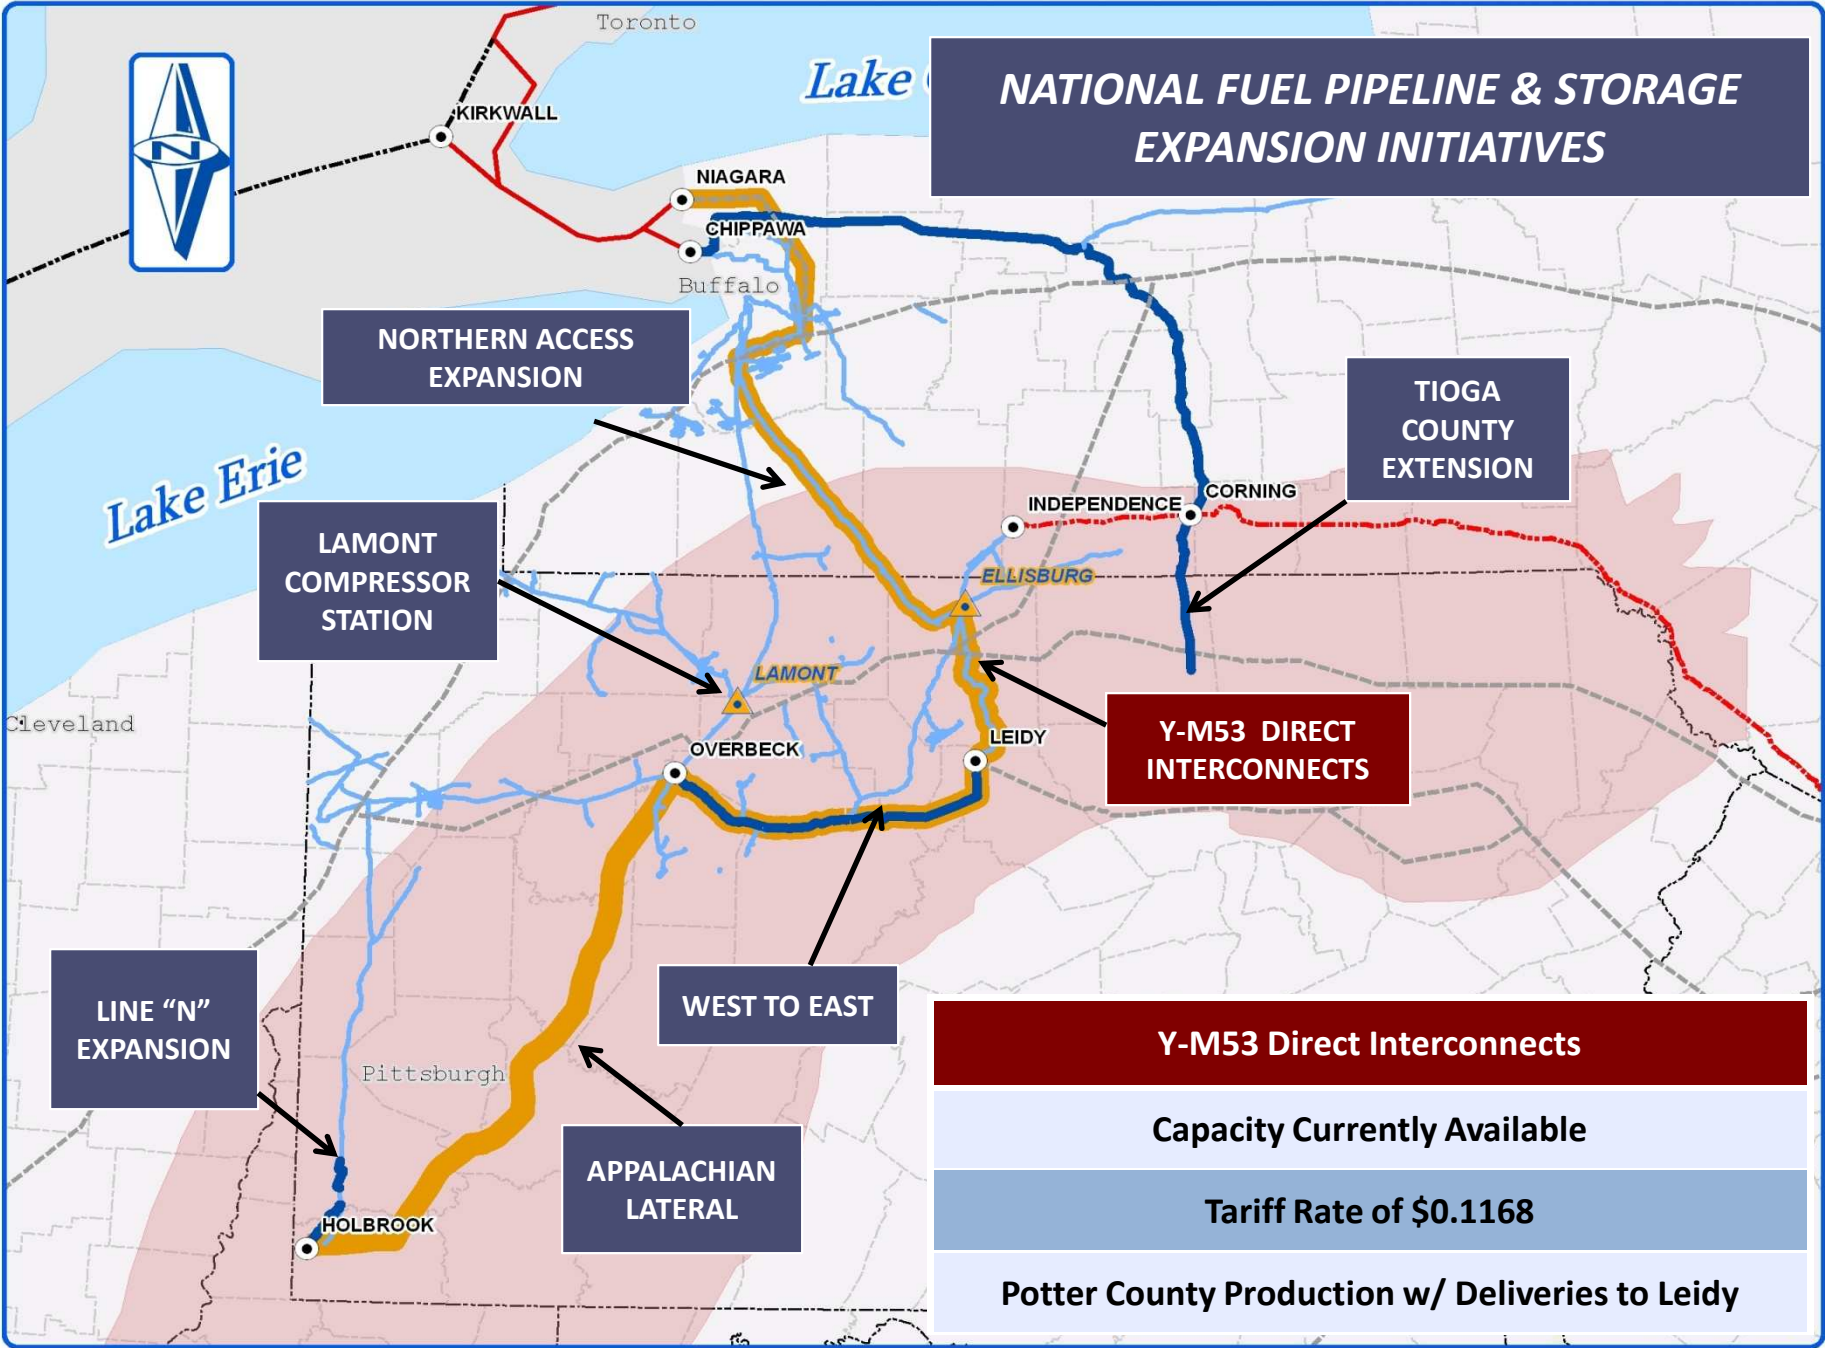 Toronto
Lake
NATIONAL FUEL PIPELINE & STORAGE
EXPANSION INITIATIVES
KIRKWALL
N
NIAGARA
CHIPPAWA
Buffalo
NORTHERN ACCESS
EXPANSION
TIOGA
COUNTY
EXTENSION
Lake Erie
INDEPENDENCE
CORNING
LAMONT
COMPRESSOR
STATION
ELLISBURG
LAMONT
Cleveland
OVERBECK
LEIDY
Y-M53 DIRECT
INTERCONNECTS
LINE “N”
EXPANSION
WEST TO EAST
Pittsburgh
APPALACHIAN
LATERAL
HOLBROOK
Y-M53 Direct Interconnects
Capacity Currently Available
Tariff Rate of $0.1168
Potter County Production w/ Deliveries to Leidy